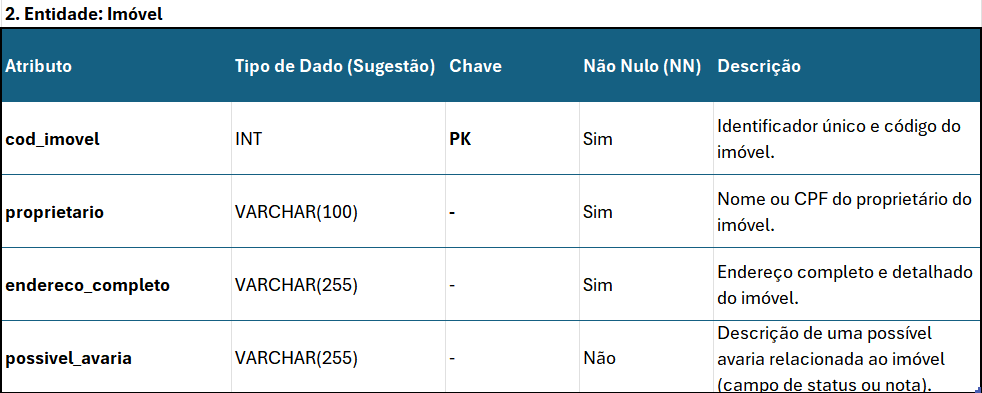 2. Entidade: Imóvel
Atributo Tipo de Dado (Sugestão) Chave Não Nulo (NN) Descrição
cod_imovel INT PK Sim Identificador único e código do
imóvel.
proprietario VARCHAR(100) - Sim Nome ou CPF do proprietário do
imóvel.
endereco_completo VARCHAR(255) - Sim Endereço completo e detalhado
do imóvel.
possivel_avaria VARCHAR(255) - Não Descrição de uma possível
avaria relacionada ao imóvel
(campo de status ou nota).